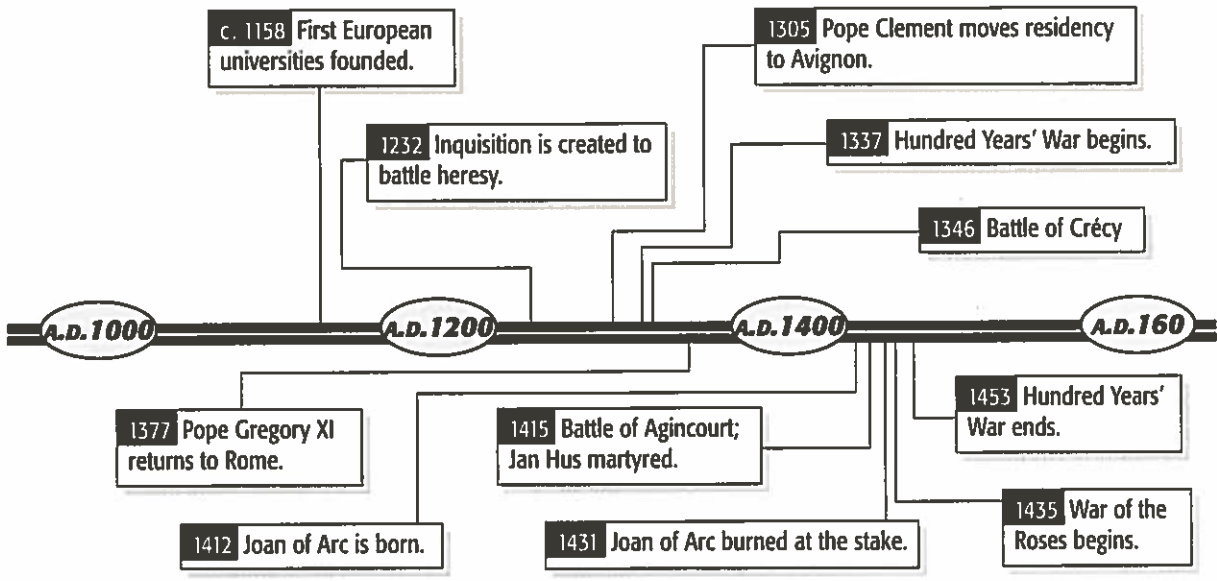 c. 1158 First European
universities founded.
1305 Pope Clement moves residency
to Avignon.
1232 Inquisition is created to
battle heresy.
1337 Hundred Years' War begins.
1346 Battle of Crécy
A.D. 1000
A.D. 1200
A.D. 1400
A.D. 160
1377 Pope Gregory XI
returns to Rome.
1415 Battle of Agincourt;
Jan Hus martyred.
1453 Hundred Years'
War ends.
1412 Joan of Arc is born.
1431 Joan of Arc burned at the stake.
1435 War of the
Roses begins.